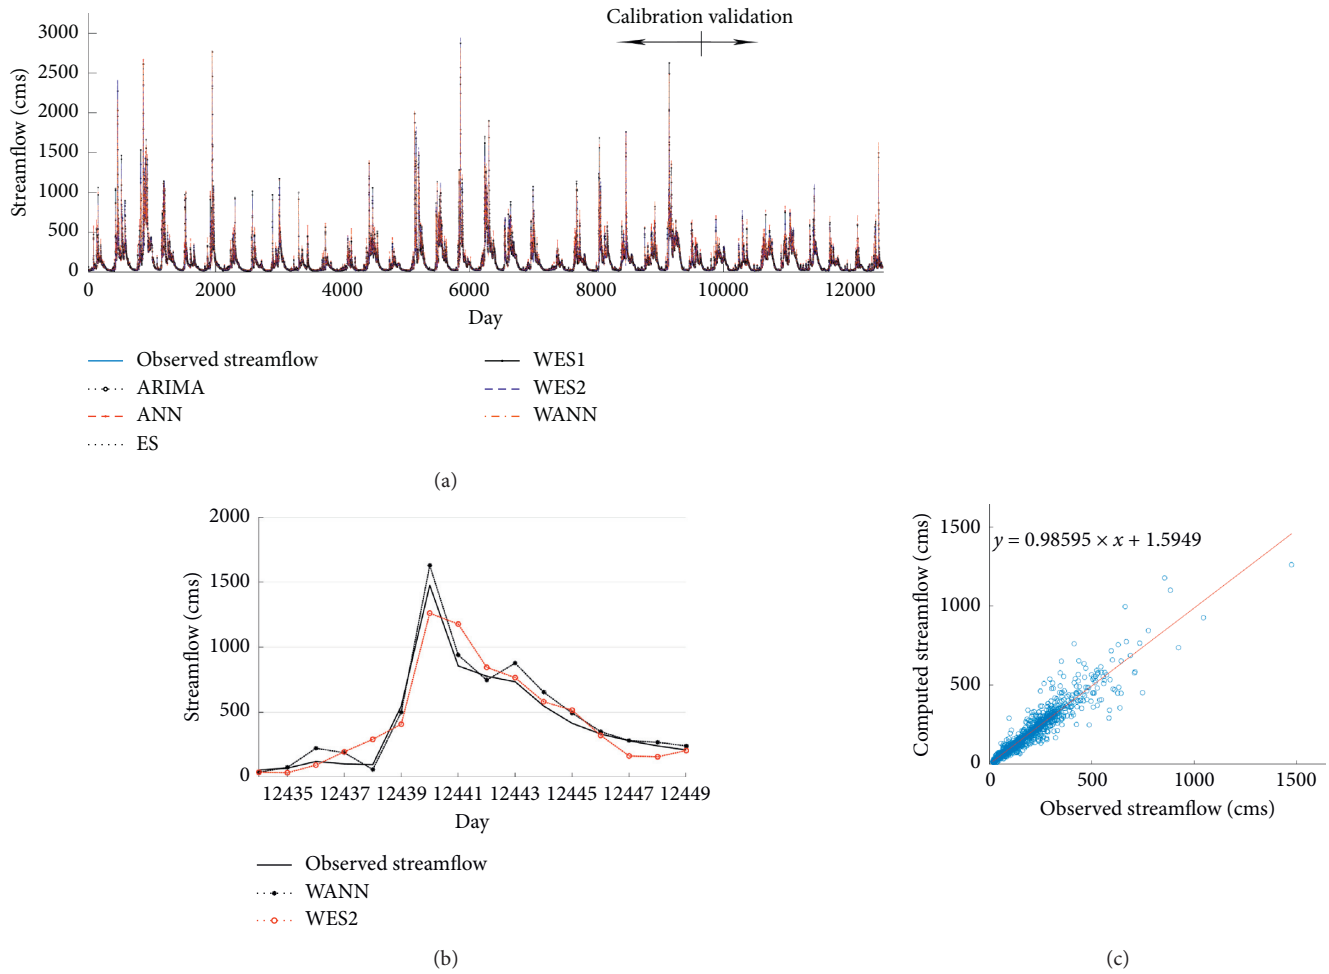 Calibration validation
3000
2500
2000
1500
1000
500
0
Streamflow (cms)
0 2000 4000 6000 8000 10000 12000
Day
Observed streamflow
ARIMA
ANN
ES
WES1
WES2
WANN
(a)
2000
1500
1000
500
0
Streamflow (cms)
12435 12437 12439 12441 12443 12445 12447 12449
Day
Observed streamflow
WANN
WES2
(b)
1500
1000
500
0
Computed streamflow (cms)
y = 0.98595 × x + 1.5949
0 500 1000 1500
Observed streamflow (cms)
(c)